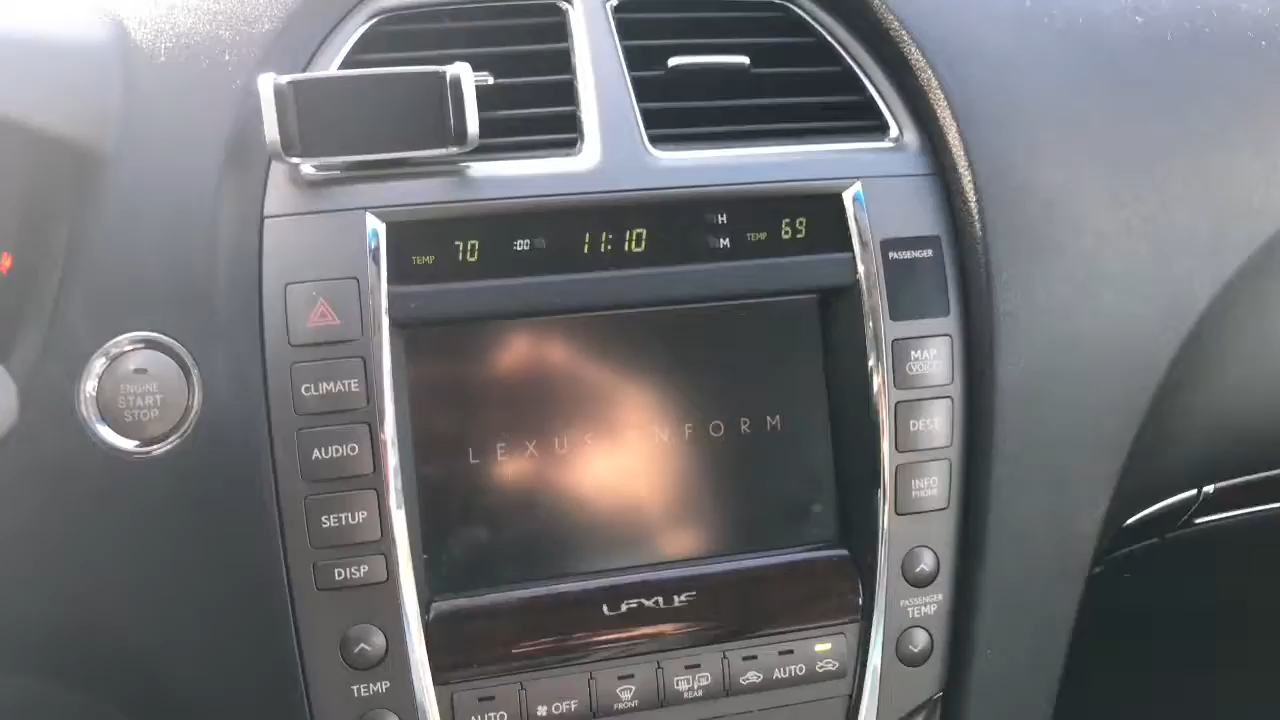 TEMP 70 :00 11:10 H M TEMP 69
PASSENGER
ENGINE
START
STOP
CLIMATE
AUDIO
SETUP
DISP
TEMP
LEXUS ENFORM
LEXUS
MAP
VOICE
DEST
INFO
PHONE
PASSENGER
TEMP
AUTO
OFF
FRONT
REAR
AUTO